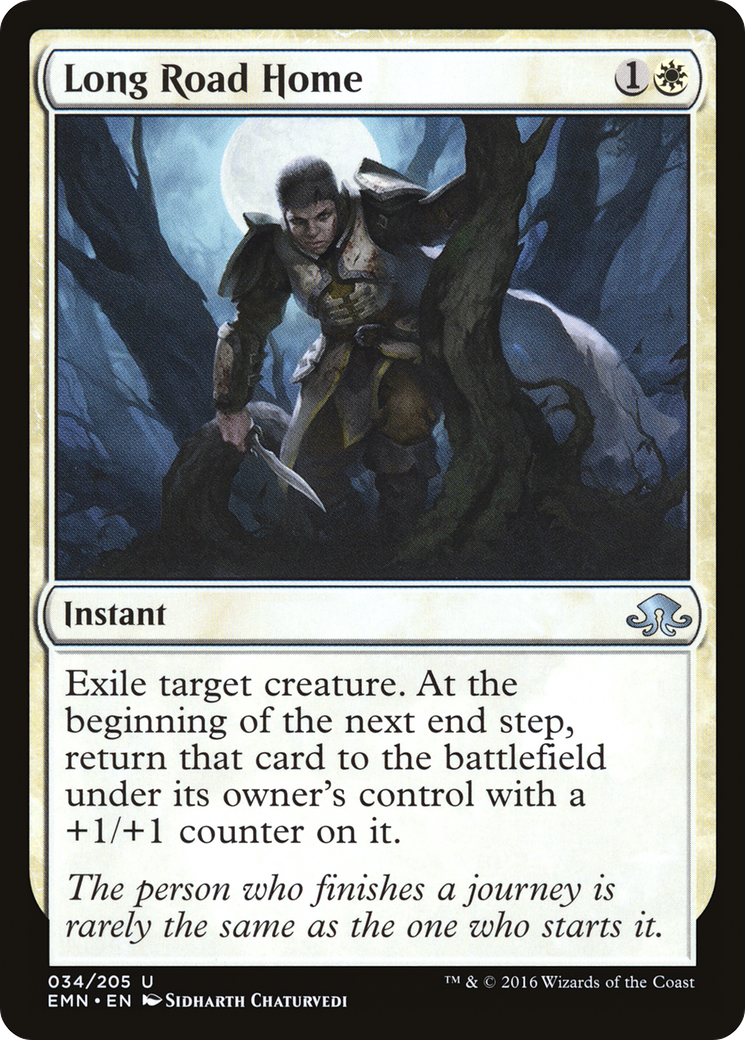 Long Road Home 1
Instant
Exile target creature. At the
beginning of the next end step,
return that card to the battlefield
under its owner's control with a
+1/+1 counter on it.
The person who finishes a journey is
rarely the same as the one who starts it.
034/205 U
™ & © 2016 Wizards of the Coast
EMN • EN Sidharth Chaturvedi